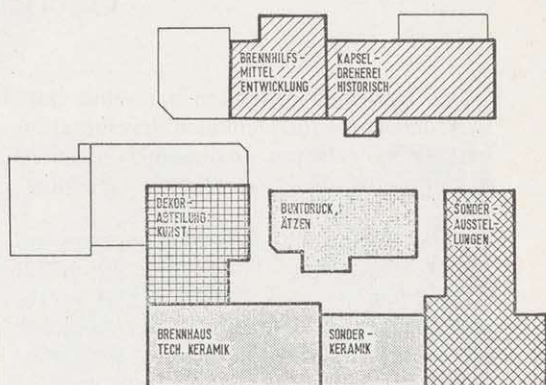 BRENNHILFS-
MITTEL
ENTWICKLUNG
KAPSEL-
DREHEREI
HISTORISCH
DEKOR-
ABTEILUNG
KUNST
BUNTDRUCK,
ÄTZEN
SONDER-
AUSSTEL-
LUNGEN
BRENNHAUS
TECH. KERAMIK
SONDER-
KERAMIK